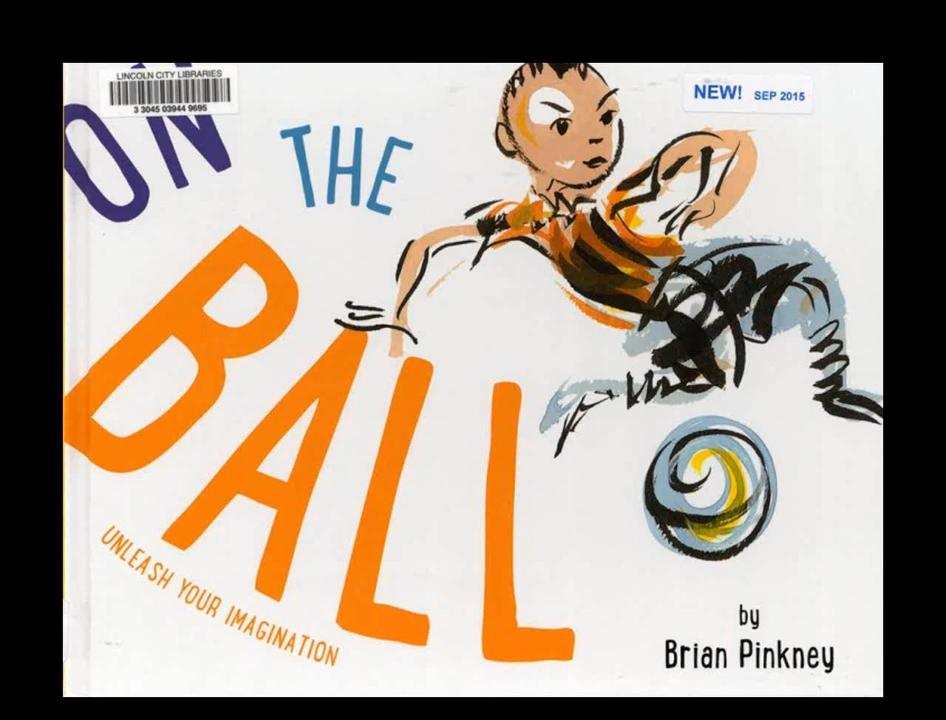 LINCOLN CITY LIBRARIES
3 3045 03944 9695
NEW! SEP 2015
ON
THE
BALL
UNLEASH YOUR IMAGINATION
by
Brian Pinkney